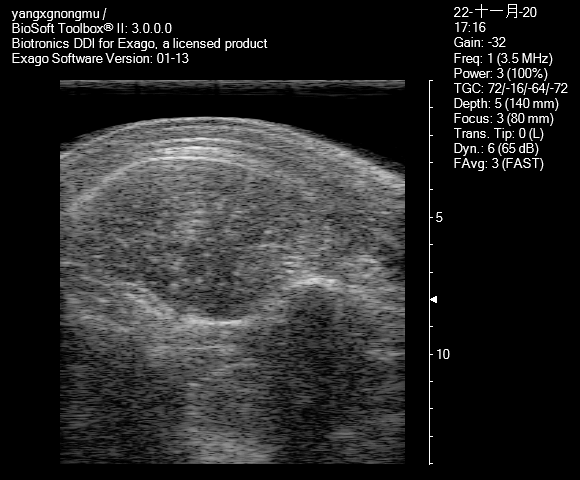 yangxgnongmu /
BioSoft Toolbox® II: 3.0.0.0
Biotronics DDI for Exago, a licensed product
Exago Software Version: 01-13
22-十一月-20
17:16
Gain: -32
Freq: 1 (3.5 MHz)
Power: 3 (100%)
TGC: 72/-16/-64/-72
Depth: 5 (140 mm)
Focus: 3 (80 mm)
Trans. Tip: 0 (L)
Dyn.: 6 (65 dB)
FAvg: 3 (FAST)
5
10